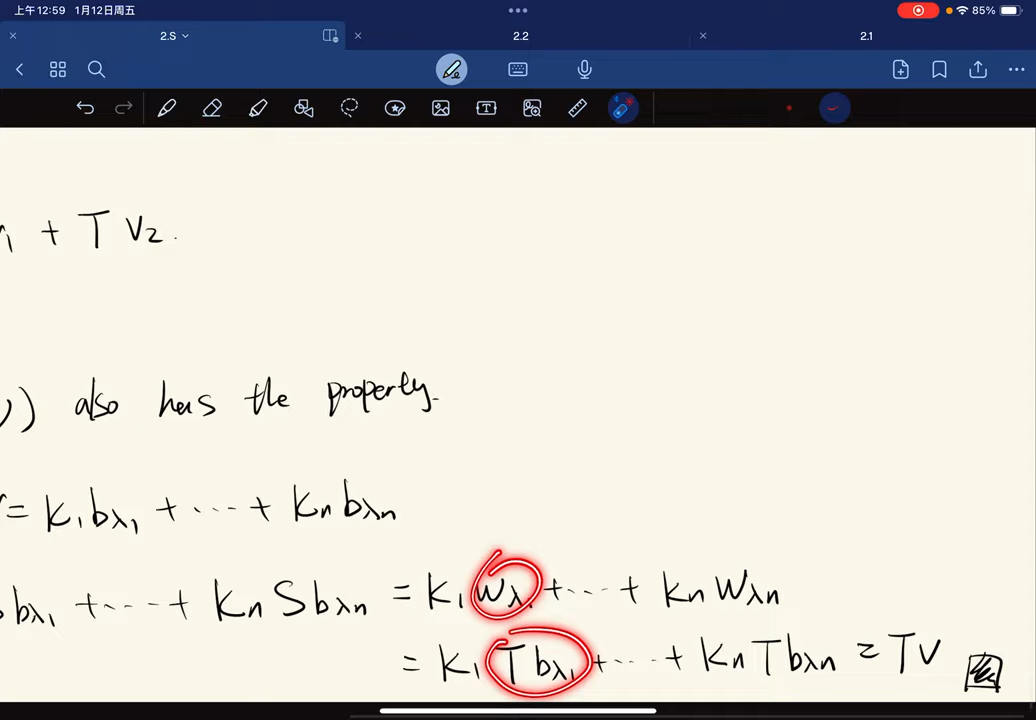 上午12:59 1月12日周五
85%
2.S
2.2
2.1
+ T v₂.
) also has the property.
= k₁bλ₁ + ··· + knbλn
bλ₁ + ··· + knSbλn = k₁wλ₁ + ··· + knwλn
= k₁Tbλ₁ + ··· + knTbλn = Tv